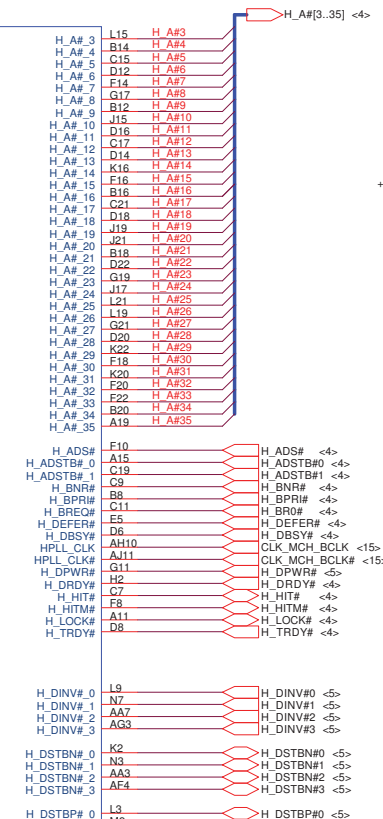 H_A#[3..35] <4>
H_A#_3 L15 H_A#3
H_A#_4 B14 H_A#4
H_A#_5 C15 H_A#5
H_A#_6 D12 H_A#6
H_A#_7 F14 H_A#7
H_A#_8 G17 H_A#8
H_A#_9 B12 H_A#9
H_A#_10 J15 H_A#10
H_A#_11 D16 H_A#11
H_A#_12 C17 H_A#12
H_A#_13 D14 H_A#13
H_A#_14 K16 H_A#14
H_A#_15 F16 H_A#15
H_A#_16 B16 H_A#16
H_A#_17 C21 H_A#17
H_A#_18 D18 H_A#18
H_A#_19 J19 H_A#19
H_A#_20 J21 H_A#20
H_A#_21 B18 H_A#21
H_A#_22 D22 H_A#22
H_A#_23 G19 H_A#23
H_A#_24 J17 H_A#24
H_A#_25 L21 H_A#25
H_A#_26 L19 H_A#26
H_A#_27 G21 H_A#27
H_A#_28 D20 H_A#28
H_A#_29 K22 H_A#29
H_A#_30 F18 H_A#30
H_A#_31 K20 H_A#31
H_A#_32 F20 H_A#32
H_A#_33 F22 H_A#33
H_A#_34 B20 H_A#34
H_A#_35 A19 H_A#35
H_ADS# F10 H_ADS# <4>
H_ADSTB#_0 A15 H_ADSTB#0 <4>
H_ADSTB#_1 C19 H_ADSTB#1 <4>
H_BNR# C9 H_BNR# <4>
H_BPRI# B8 H_BPRI# <4>
H_BREQ# C11 H_BR0# <4>
H_DEFER# E5 H_DEFER# <4>
H_DBSY# D6 H_DBSY# <4>
HPLL_CLK AH10 CLK_MCH_BCLK <15>
HPLL_CLK# AJ11 CLK_MCH_BCLK# <15>
H_DPWR# G11 H_DPWR# <5>
H_DRDY# H2 H_DRDY# <4>
H_HIT# C7 H_HIT# <4>
H_HITM# F8 H_HITM# <4>
H_LOCK# A11 H_LOCK# <4>
H_TRDY# D8 H_TRDY# <4>
H_DINV#_0 L9 H_DINV#0 <5>
H_DINV#_1 N7 H_DINV#1 <5>
H_DINV#_2 AA7 H_DINV#2 <5>
H_DINV#_3 AG3 H_DINV#3 <5>
H_DSTBN#_0 K2 H_DSTBN#0 <5>
H_DSTBN#_1 N3 H_DSTBN#1 <5>
H_DSTBN#_2 AA3 H_DSTBN#2 <5>
H_DSTBN#_3 AF4 H_DSTBN#3 <5>
H_DSTBP#_0 L3 H_DSTBP#0 <5>